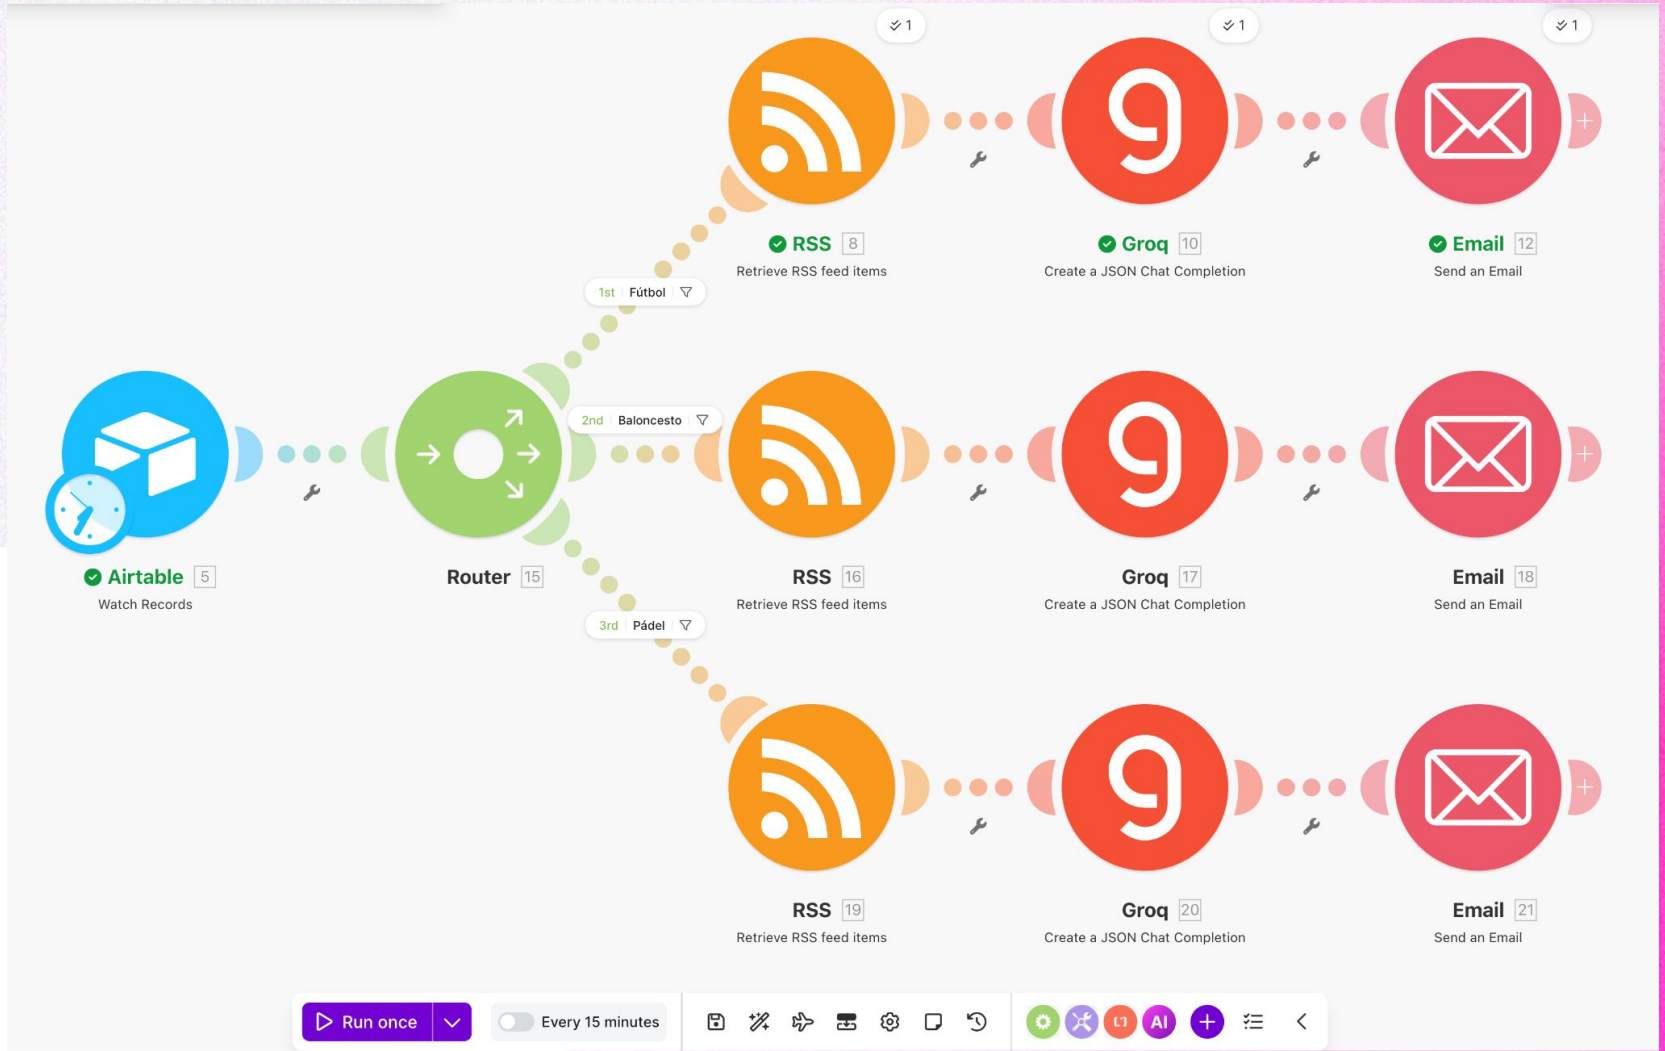 1
1
1
RSS 8
Retrieve RSS feed items
Groq 10
Create a JSON Chat Completion
Email 12
Send an Email
1st Fútbol
2nd Baloncesto
3rd Pádel
Airtable 5
Watch Records
Router 15
RSS 16
Retrieve RSS feed items
Groq 17
Create a JSON Chat Completion
Email 18
Send an Email
RSS 19
Retrieve RSS feed items
Groq 20
Create a JSON Chat Completion
Email 21
Send an Email
Run once
Every 15 minutes
AI